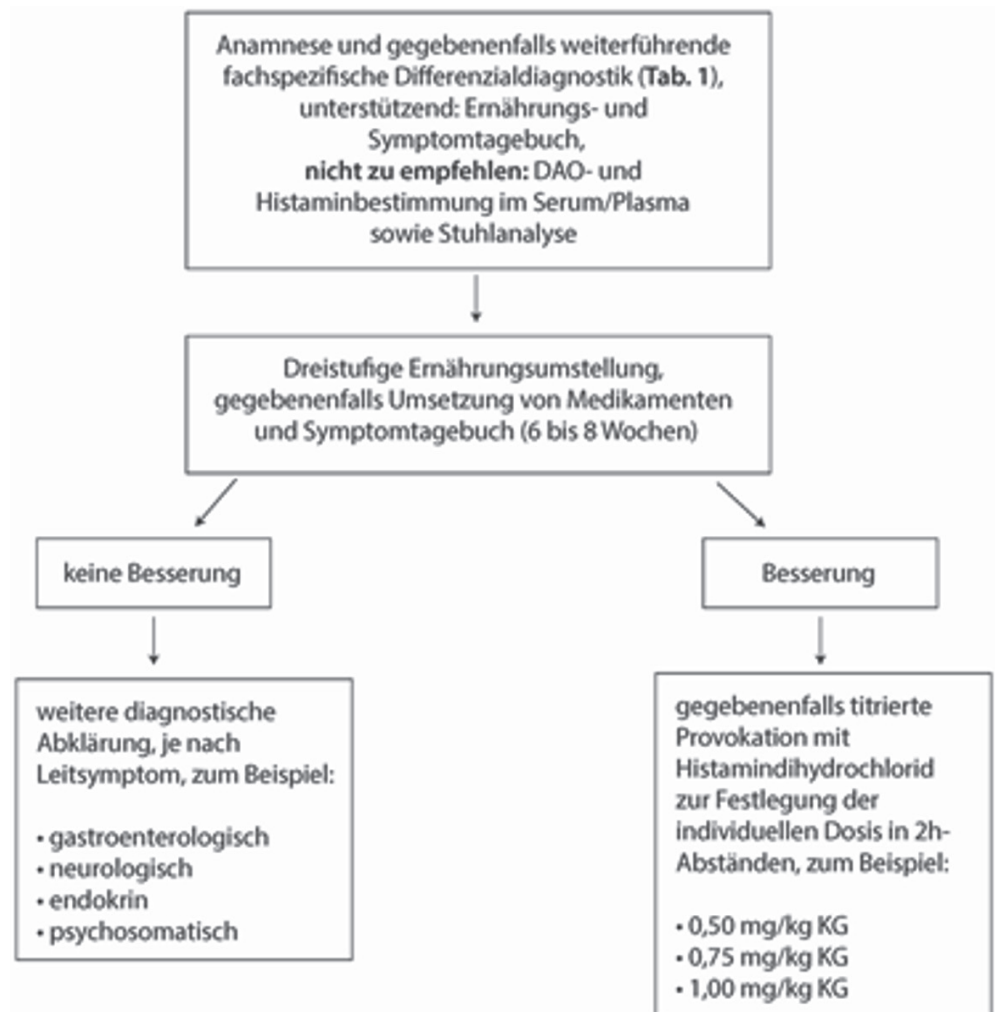 Anamnese und gegebenenfalls weiterführende
fachspezifische Differenzialdiagnostik (Tab. 1),
unterstützend: Ernährungs- und
Symptomtagebuch,
nicht zu empfehlen: DAO- und
Histaminbestimmung im Serum/Plasma
sowie Stuhlanalyse
Dreistufige Ernährungsumstellung,
gegebenenfalls Umsetzung von Medikamenten
und Symptomtagebuch (6 bis 8 Wochen)
keine Besserung
Besserung
weitere diagnostische
Abklärung, je nach
Leitsymptom, zum Beispiel:
• gastroenterologisch
• neurologisch
• endokrin
• psychosomatisch
gegebenenfalls titrierte
Provokation mit
Histamindihydrochlorid
zur Festlegung der
individuellen Dosis in 2h-
Abständen, zum Beispiel:
• 0,50 mg/kg KG
• 0,75 mg/kg KG
• 1,00 mg/kg KG